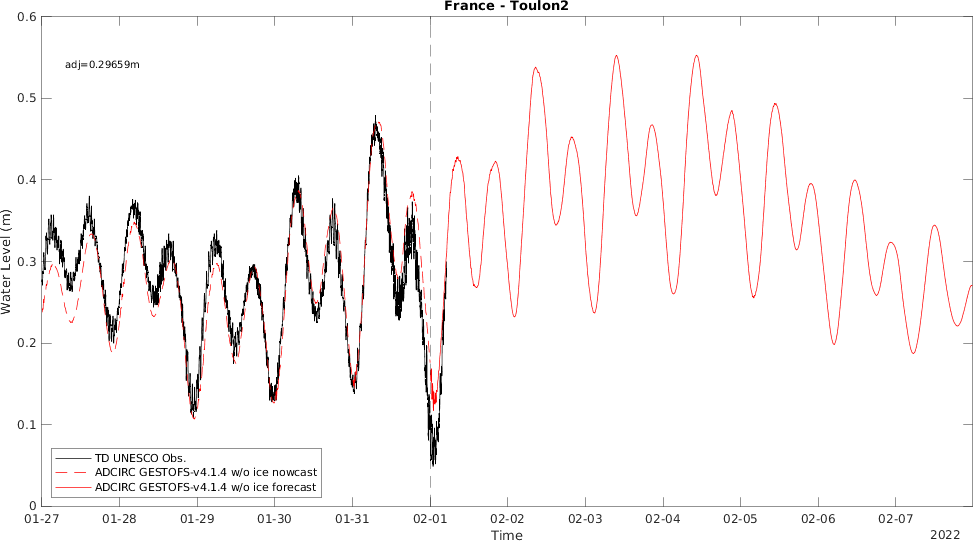 France - Toulon2
adj=0.29659m
Water Level (m)
0.6
0.5
0.4
0.3
0.2
0.1
0
TD UNESCO Obs.
ADCIRC GESTOFS-v4.1.4 w/o ice nowcast
ADCIRC GESTOFS-v4.1.4 w/o ice forecast
01-27 01-28 01-29 01-30 01-31 02-01 02-02 02-03 02-04 02-05 02-06 02-07
Time
2022